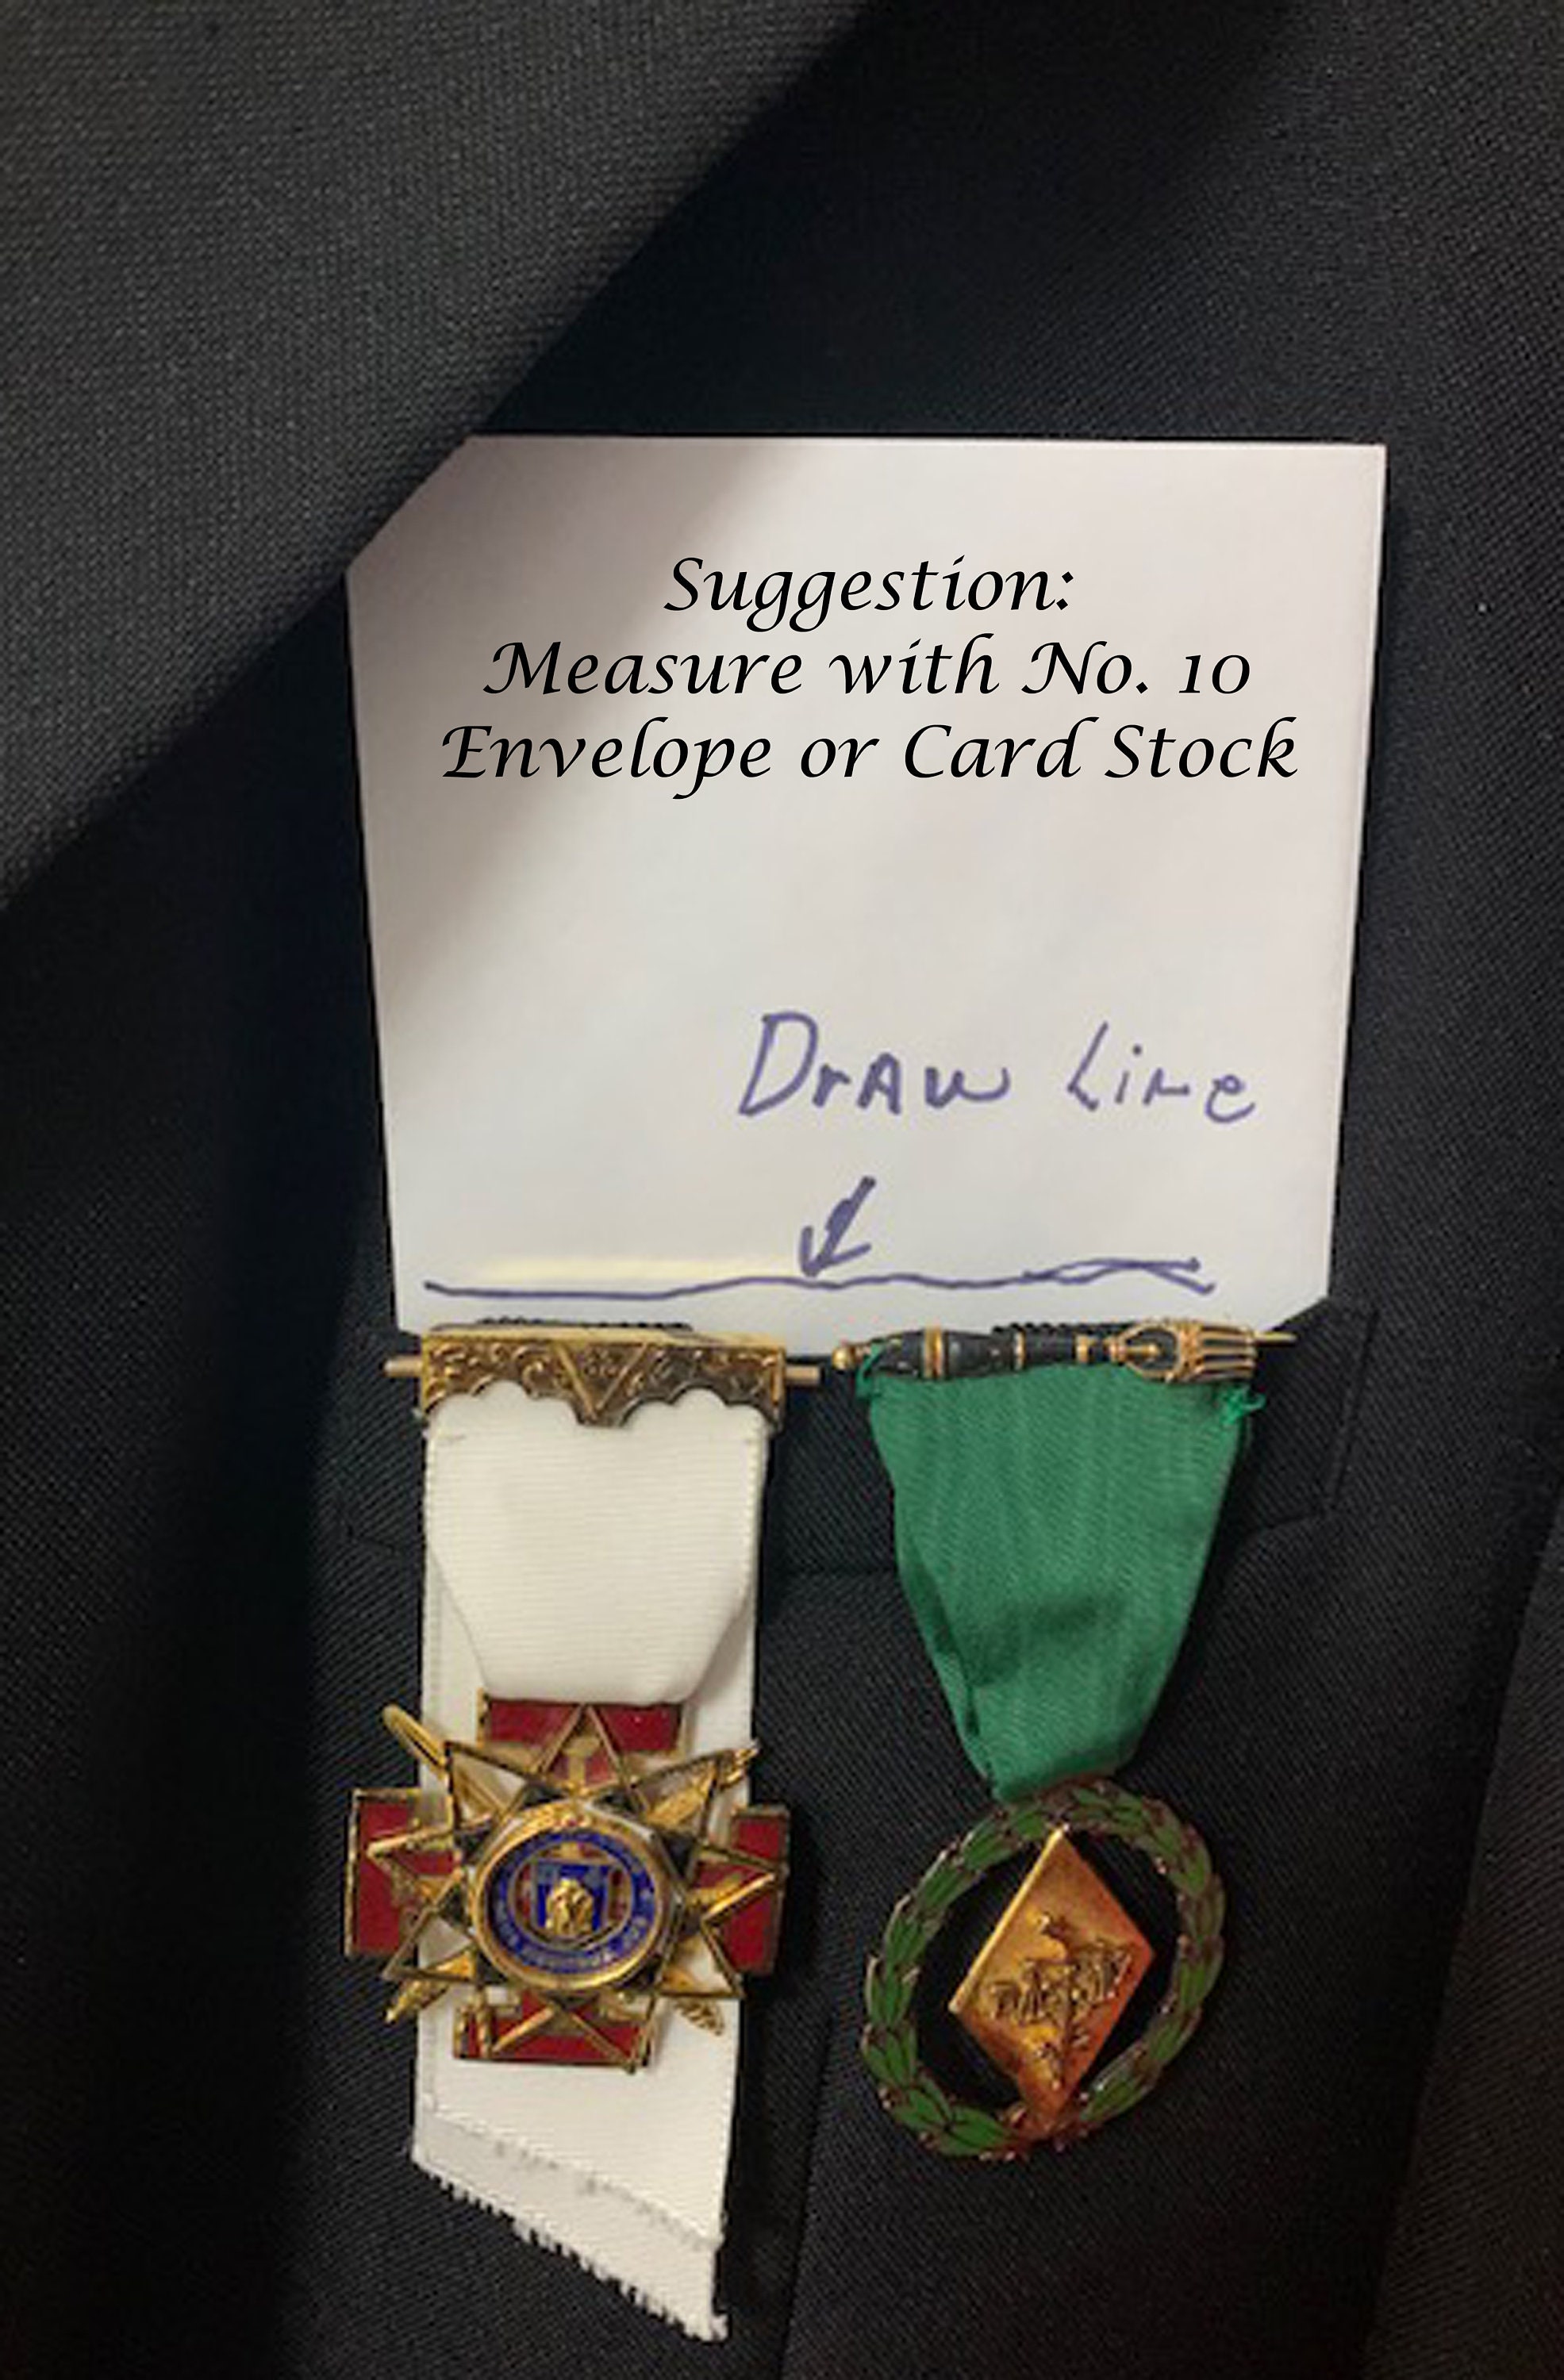 Suggestion:
Measure with No. 10
Envelope or Card Stock
Draw Line